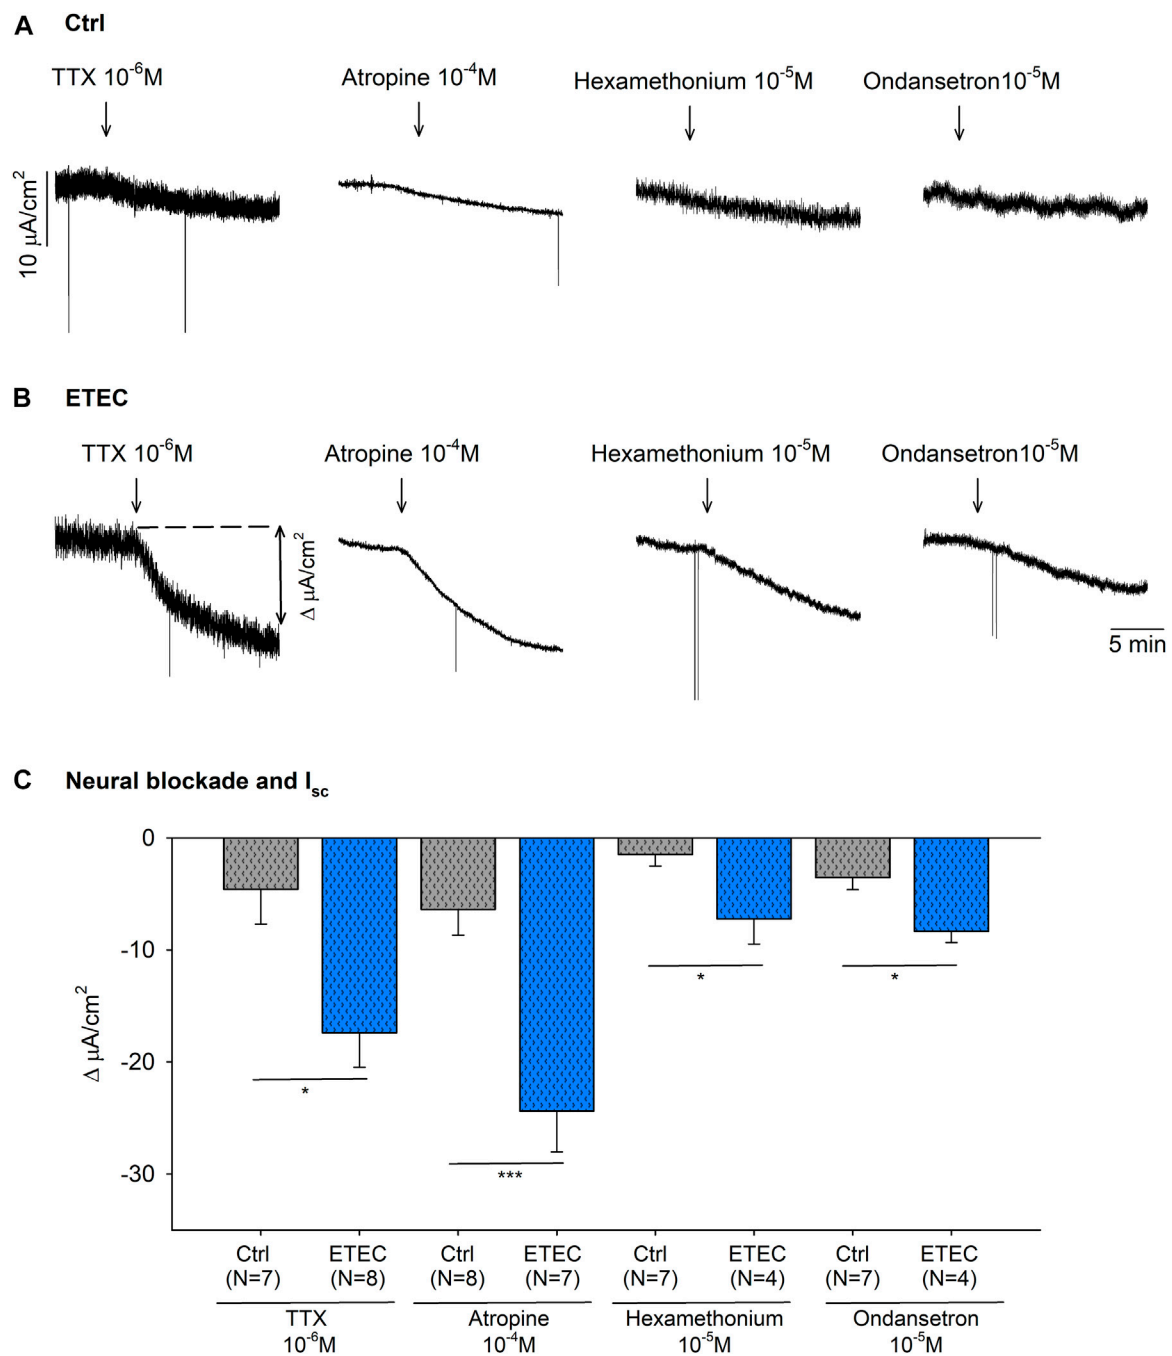 A Ctrl
TTX 10⁻⁶M
Atropine 10⁻⁴M
Hexamethonium 10⁻⁵M
Ondansetron10⁻⁵M
10 μA/cm²
B ETEC
TTX 10⁻⁶M
Atropine 10⁻⁴M
Hexamethonium 10⁻⁵M
Ondansetron10⁻⁵M
Δ μA/cm²
5 min
C Neural blockade and Isc
0
-10
-20
-30
Δ μA/cm²
*
***
*
*
Ctrl
(N=7)
ETEC
(N=8)
Ctrl
(N=8)
ETEC
(N=7)
Ctrl
(N=7)
ETEC
(N=4)
Ctrl
(N=7)
ETEC
(N=4)
TTX
10⁻⁶M
Atropine
10⁻⁴M
Hexamethonium
10⁻⁵M
Ondansetron
10⁻⁵M